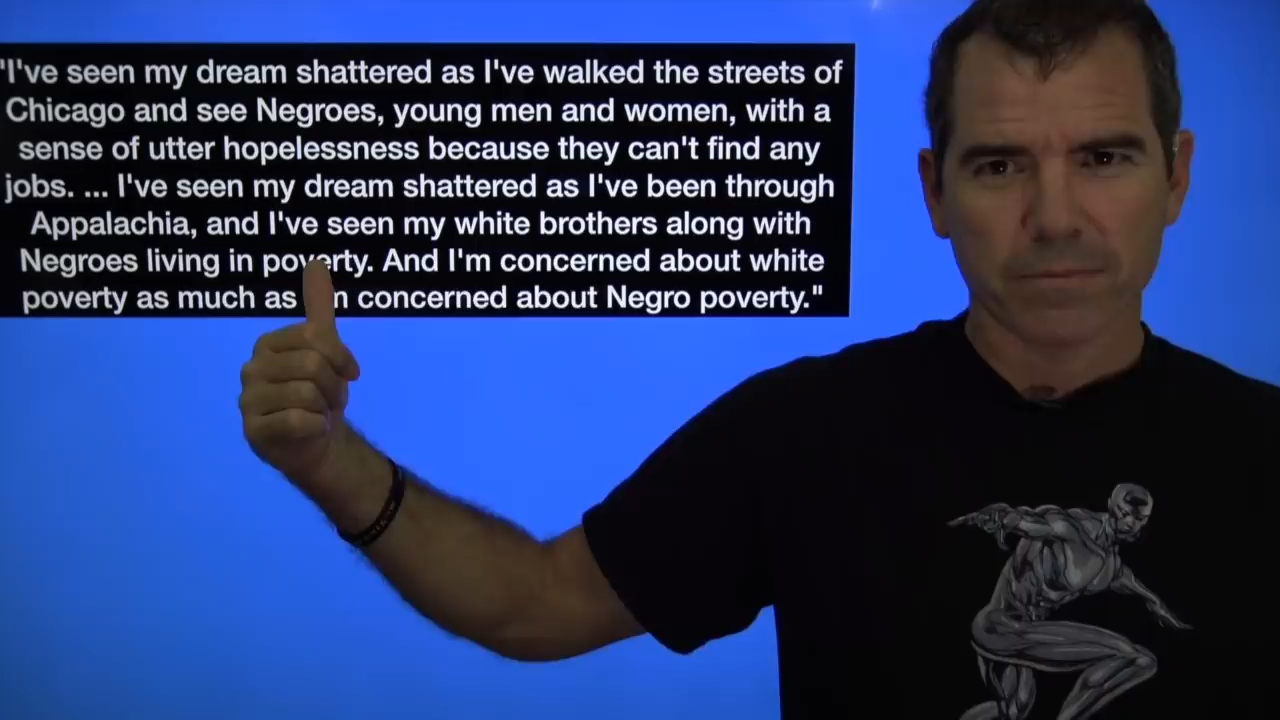 "I've seen my dream shattered as I've walked the streets of
Chicago and see Negroes, young men and women, with a
sense of utter hopelessness because they can't find any
jobs. ... I've seen my dream shattered as I've been through
Appalachia, and I've seen my white brothers along with
Negroes living in poverty. And I'm concerned about white
poverty as much as I'm concerned about Negro poverty."